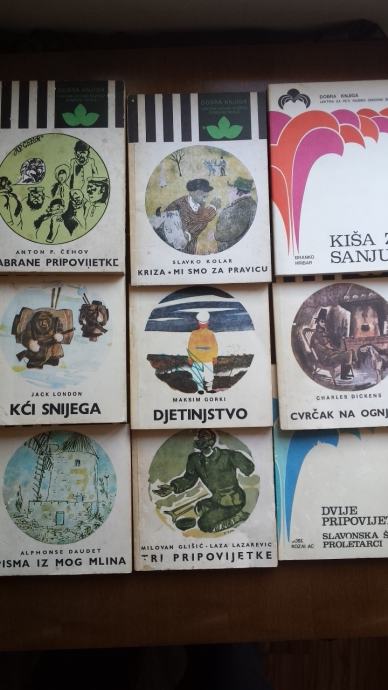 DOBRA KNJIGA
ANTON P. ČEHOV
ABRANE PRIPOVIJETKE
DOBRA KNJIGA
SLAVKO KOLAR
KRIZA • MI SMO ZA PRAVICU
DOBRA KNJIGA
BRANKO HRIBAR
KIŠA Z
SANJU
JACK LONDON
KĆI SNIJEGA
MAKSIM GORKI
DJETINJSTVO
CHARLES DICKENS
CVRČAK NA OGNJ
ALPHONSE DAUDET
PISMA IZ MOG MLINA
MILOVAN GLIŠIĆ • LAZA LAZAREVIĆ
TRI PRIPOVIJETKE
DVIJE
PRIPOVIJET
SLAVONSKA Š
PROLETARCI